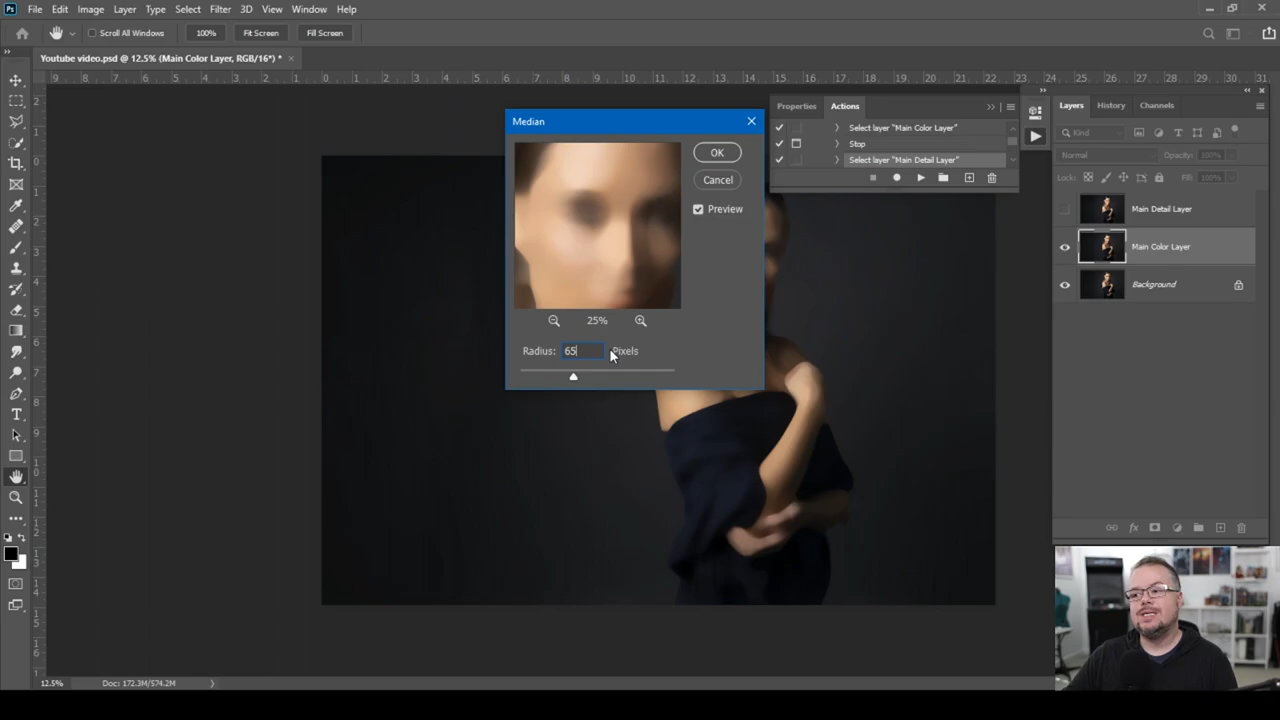 Ps File Edit Image Layer Type Select Filter 3D View Window Help
Scroll All Windows 100% Fit Screen Fill Screen
Youtube video.psd @ 12.5% (Main Color Layer, RGB/16*) * ×
Median
OK
Cancel
Preview
25%
Radius: 65 Pixels
Properties Actions
Select layer "Main Color Layer"
Stop
Select layer "Main Detail Layer"
Layers History Channels
Kind
Normal Opacity: 100%
Lock: Fill: 100%
Main Detail Layer
Main Color Layer
Background
fx
12.5% Doc: 172.3M/574.2M